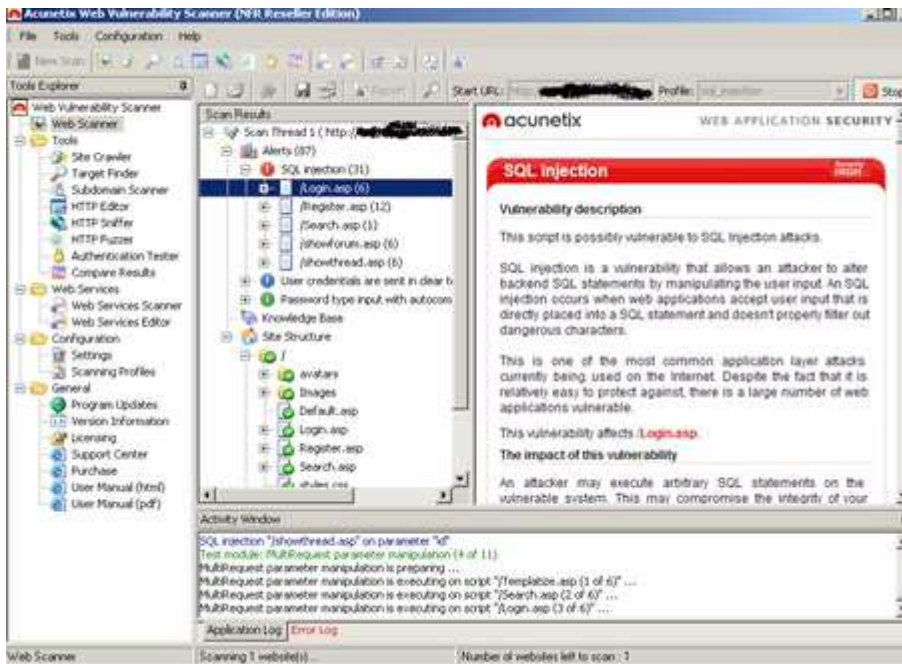 Acunetix Web Vulnerability Scanner (NFR Reseller Edition)
File Tools Configuration Help
New Scan
Tools Explorer
Web Vulnerability Scanner
Web Scanner
Tools
Site Crawler
Target Finder
Subdomain Scanner
HTTP Editor
HTTP Sniffer
HTTP Fuzzer
Authentication Tester
Compare Results
Web Services
Web Services Scanner
Web Services Editor
Configuration
Settings
Scanning Profiles
General
Program Updates
Version Information
Licensing
Support Center
Purchase
User Manual (html)
User Manual (pdf)
Report
Start URL:
Profile: sql_injection
Stop
Scan Results
Scan Thread 1 ( http://
Alerts (87)
SQL injection (31)
/Login.asp (6)
/Register.asp (12)
/Search.asp (1)
/showforum.asp (6)
/showthread.asp (6)
User credentials are sent in clear t
Password type input with autocom
Knowledge Base
Site Structure
/
avatars
Images
Default.asp
Login.asp
Register.asp
Search.asp
styles.css
acunetix WEB APPLICATION SECURITY
SQL injection
HIGH
Vulnerability description
This script is possibly vulnerable to SQL Injection attacks.
SQL injection is a vulnerability that allows an attacker to alter
backend SQL statements by manipulating the user input. An SQL
injection occurs when web applications accept user input that is
directly placed into a SQL statement and doesn't properly filter out
dangerous characters.
This is one of the most common application layer attacks
currently being used on the Internet. Despite the fact that it is
relatively easy to protect against, there is a large number of web
applications vulnerable.
This vulnerability affects /Login.asp.
The impact of this vulnerability
An attacker may execute arbitrary SQL statements on the
vulnerable system. This may compromise the integrity of your
Activity Window
SQL injection "/showthread.asp" on parameter "id"
Test module: MultiRequest parameter manipulation (4 of 11)
MultiRequest parameter manipulation is preparing ...
MultiRequest parameter manipulation is executing on script "/Templatize.asp (1 of 6)" ...
MultiRequest parameter manipulation is executing on script "/Search.asp (2 of 6)" ...
MultiRequest parameter manipulation is executing on script "/Login.asp (3 of 6)" ...
Application Log Error Log
Web Scanner
Scanning 1 website(s) ...
Number of websites left to scan : 1